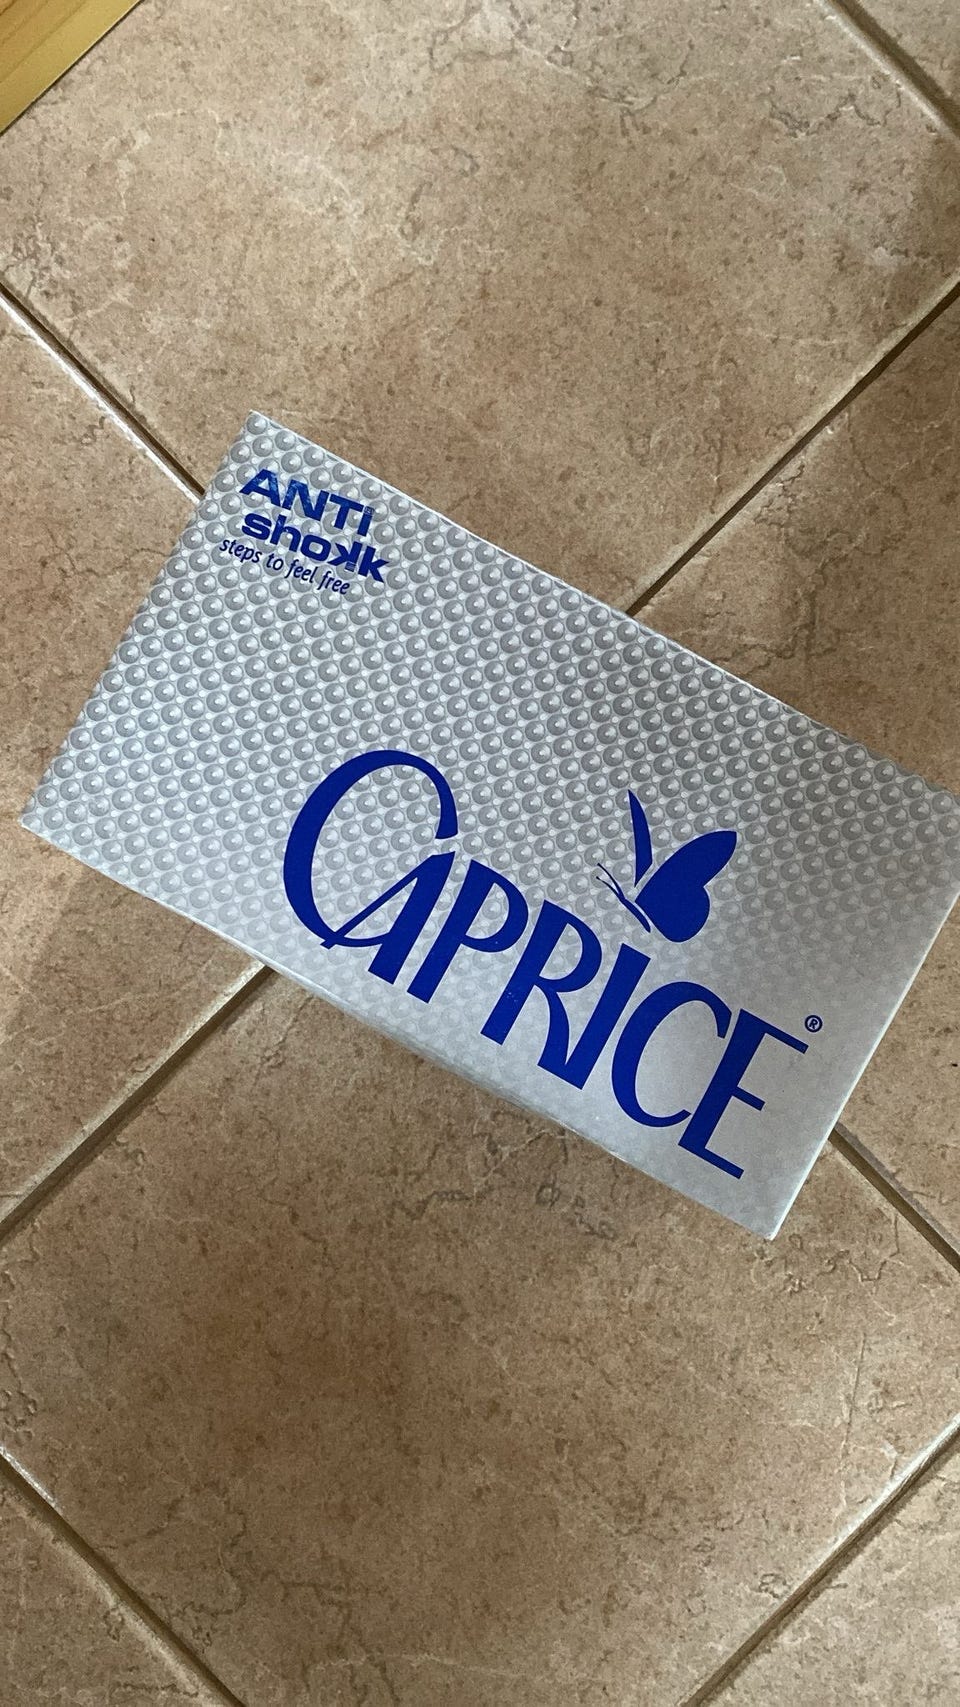 ANTI
shokk
steps to feel free
CAPRICE®